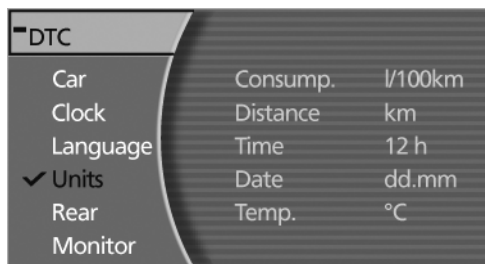 DTC
Car
Clock
Language
Units
Rear
Monitor
Consump. l/100km
Distance km
Time 12 h
Date dd.mm
Temp. °C